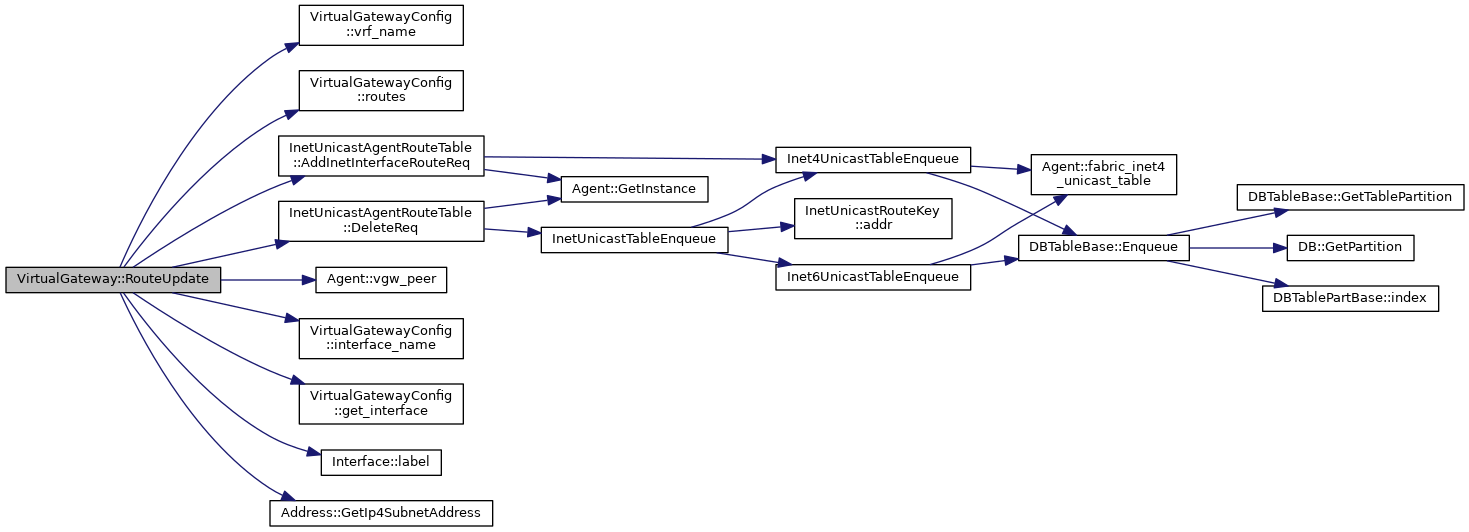 VirtualGateway::RouteUpdate
VirtualGatewayConfig
::vrf_name
VirtualGatewayConfig
::routes
InetUnicastAgentRouteTable
::AddInetInterfaceRouteReq
InetUnicastAgentRouteTable
::DeleteReq
Agent::vgw_peer
VirtualGatewayConfig
::interface_name
VirtualGatewayConfig
::get_interface
Interface::label
Address::GetIp4SubnetAddress
Agent::GetInstance
InetUnicastTableEnqueue
Inet4UnicastTableEnqueue
InetUnicastRouteKey
::addr
Inet6UnicastTableEnqueue
Agent::fabric_inet4
_unicast_table
DBTableBase::Enqueue
DBTableBase::GetTablePartition
DB::GetPartition
DBTablePartBase::index